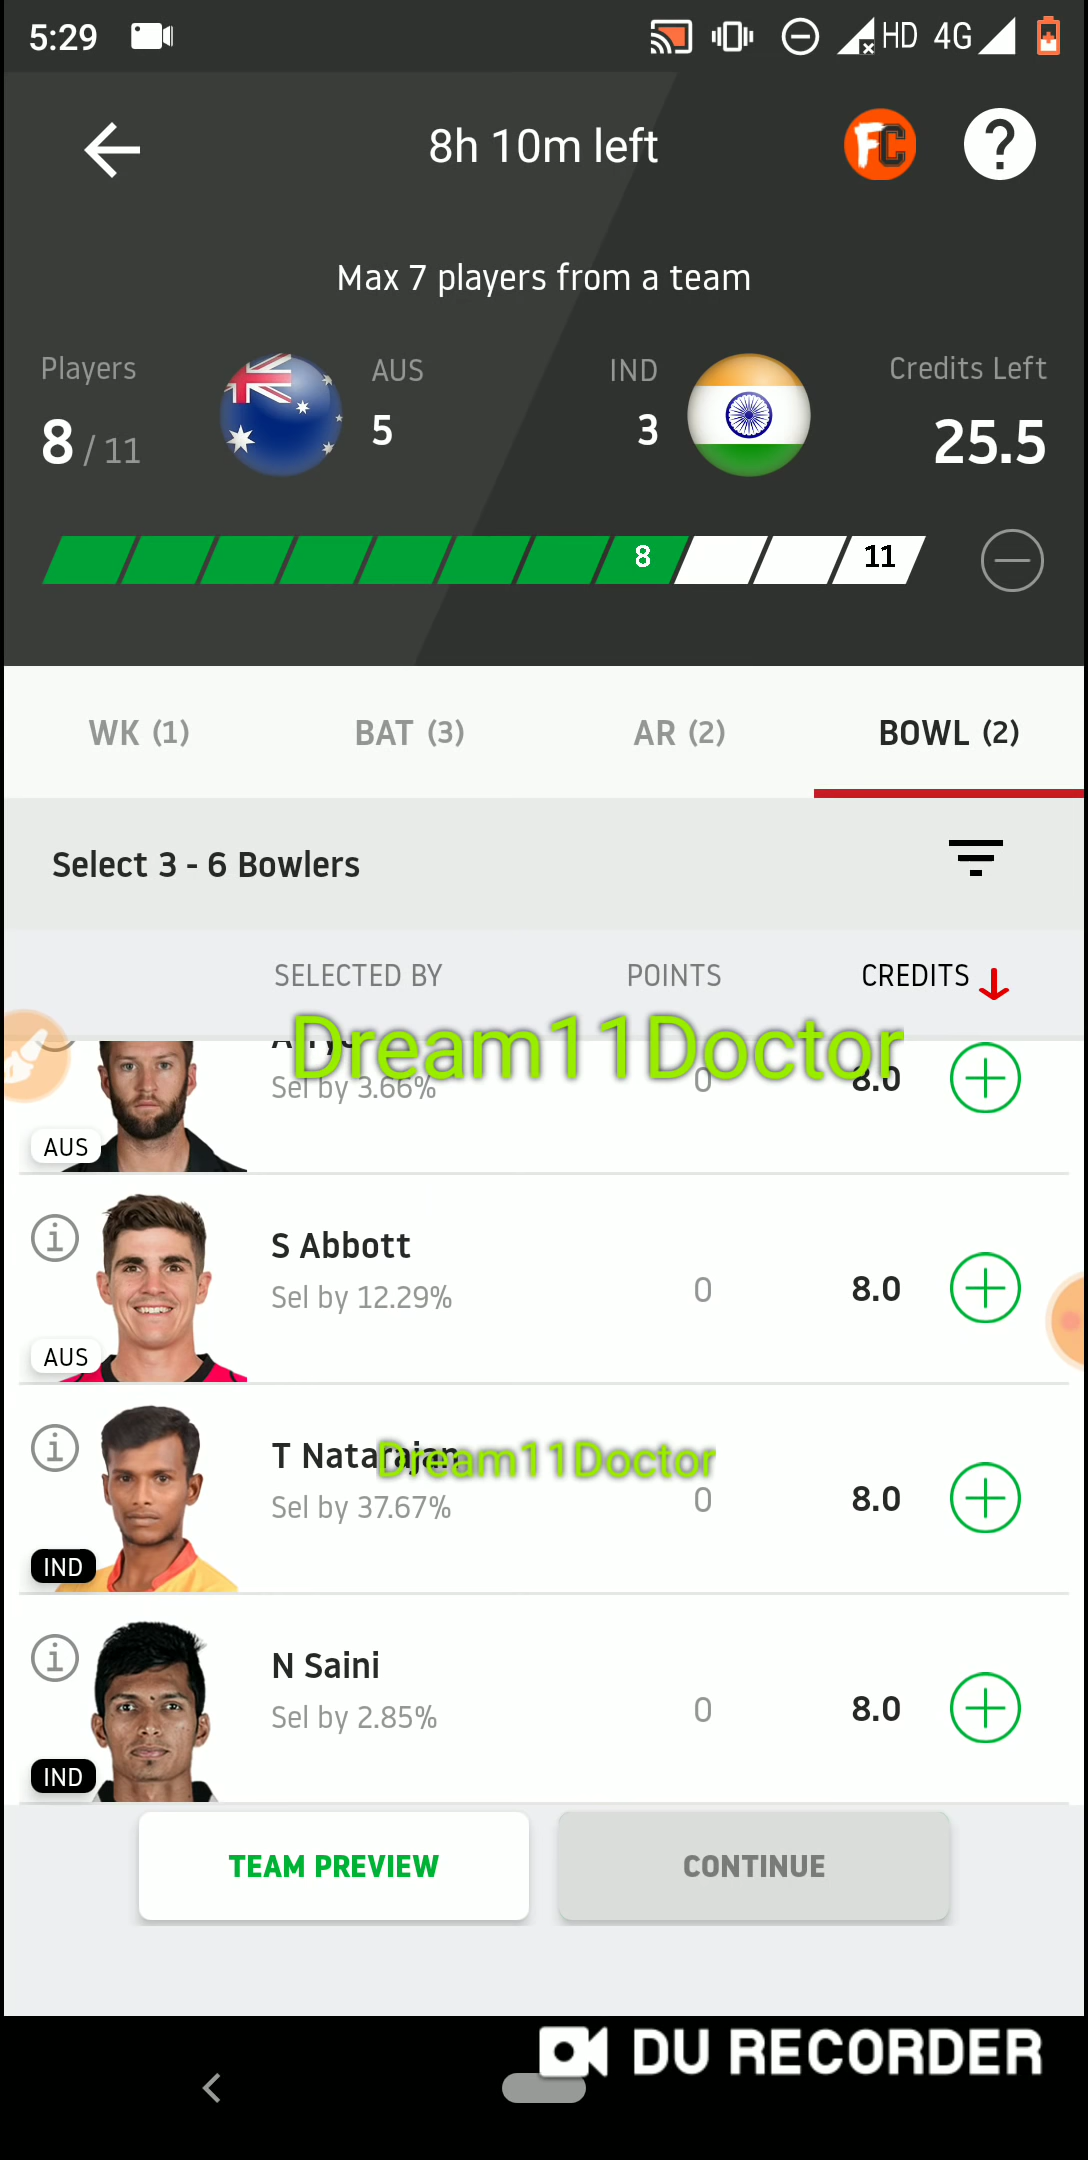 5:29 HD 4G
8h 10m left FC ?
Max 7 players from a team
Players AUS IND Credits Left
8 / 11 5 3 25.5
8 11
WK (1) BAT (3) AR (2) BOWL (2)
Select 3 - 6 Bowlers
SELECTED BY POINTS CREDITS
Dream11Doctor
Sel by 3.66% 0 8.0
AUS
S Abbott
Sel by 12.29% 0 8.0
AUS
T Natarajan
Dream11Doctor
Sel by 37.67% 0 8.0
IND
N Saini
Sel by 2.85% 0 8.0
IND
TEAM PREVIEW CONTINUE
DU RECORDER